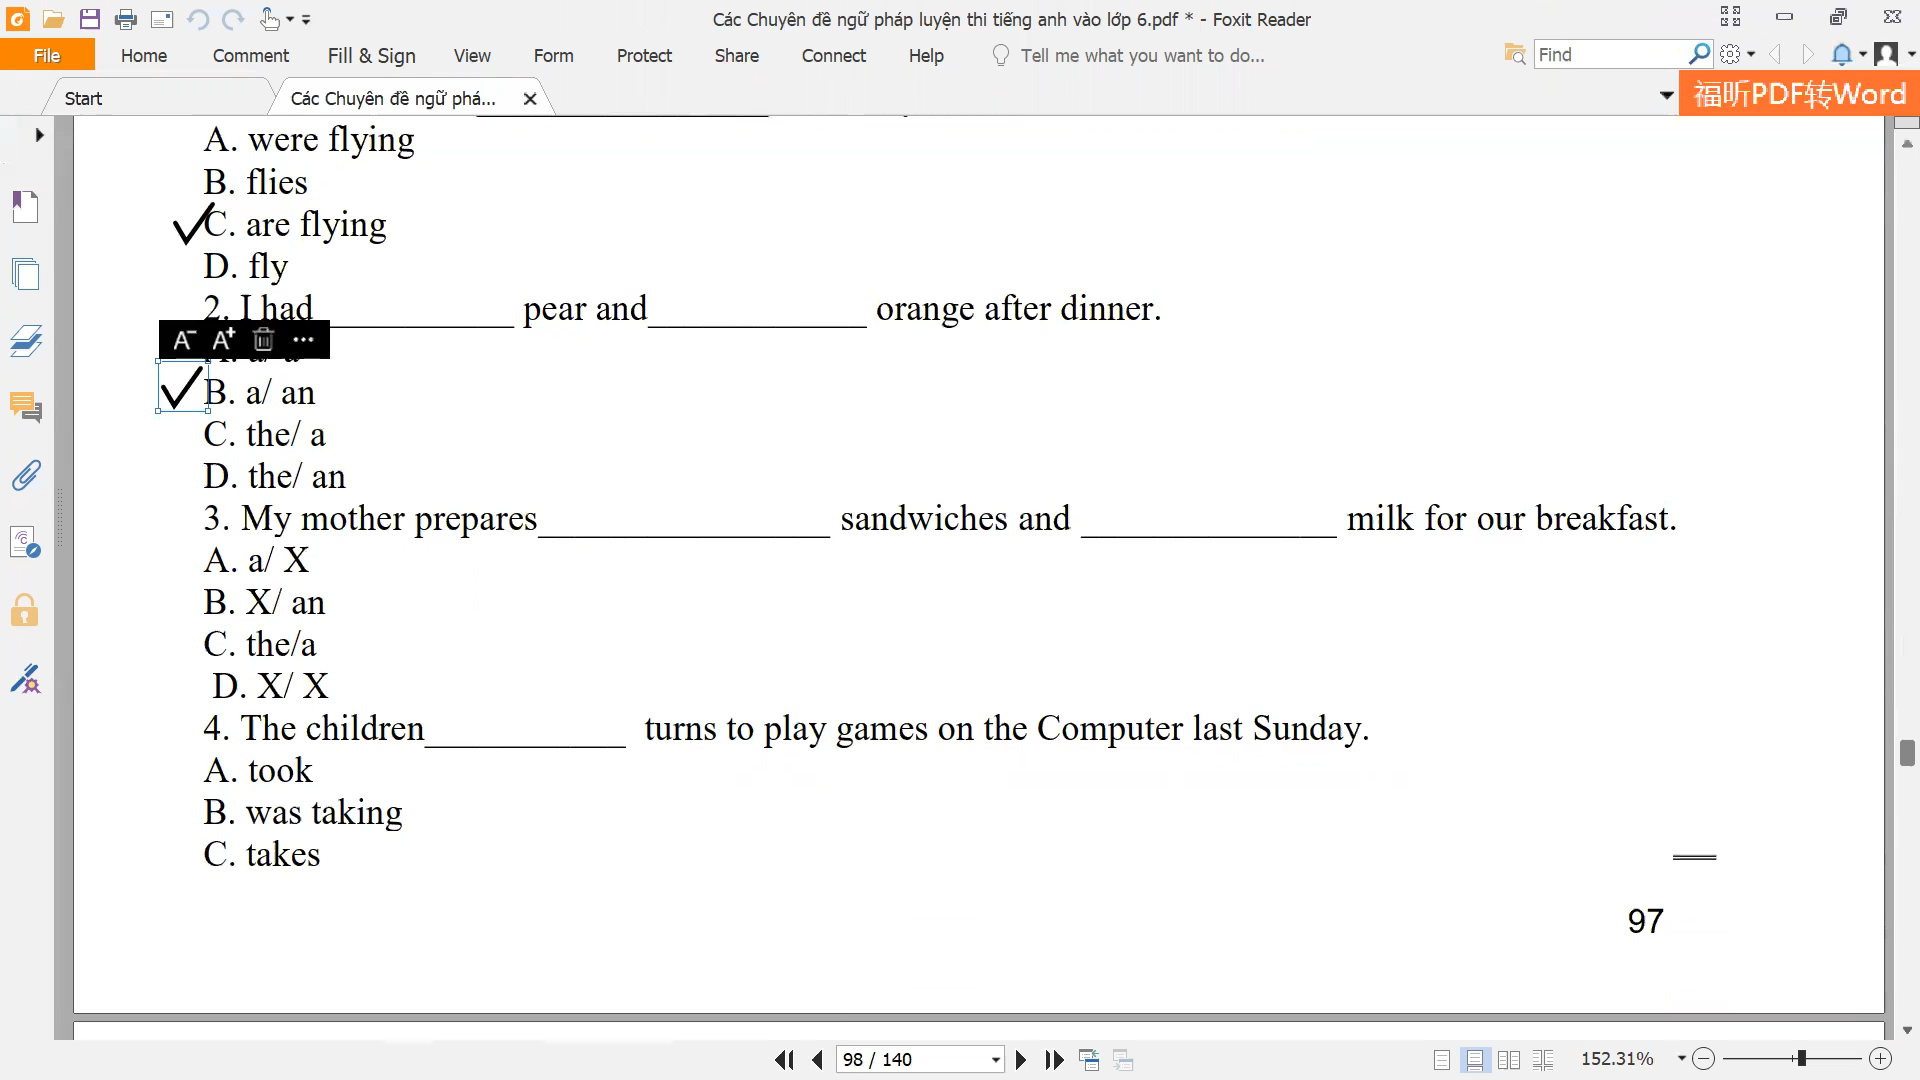 Các Chuyên đề ngữ pháp luyện thi tiếng anh vào lớp 6.pdf * - Foxit Reader
File Home Comment Fill & Sign View Form Protect Share Connect Help Tell me what you want to do... Find
Start Các Chuyên đề ngữ phá... 福昕PDF转Word
A. were flying
B. flies
C. are flying
D. fly
2. I had___________ pear and____________ orange after dinner.
B. a/ an
C. the/ a
D. the/ an
3. My mother prepares________________ sandwiches and ______________ milk for our breakfast.
A. a/ X
B. X/ an
C. the/a
D. X/ X
4. The children___________ turns to play games on the Computer last Sunday.
A. took
B. was taking
C. takes
97
98 / 140 152.31%